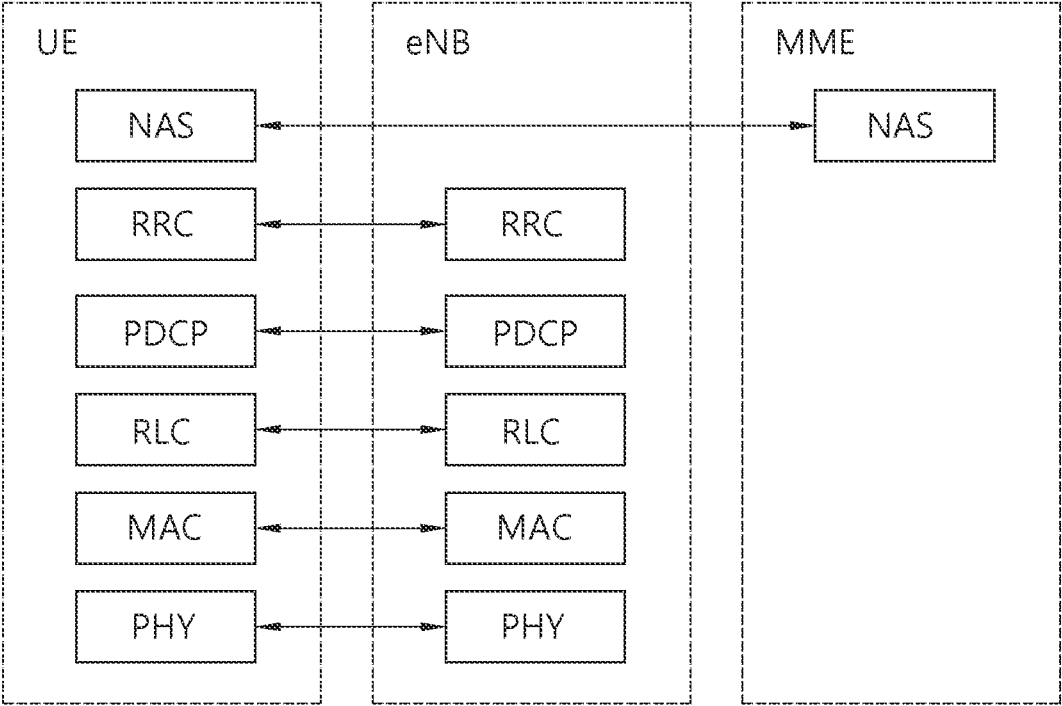 UE eNB MME
NAS NAS
RRC RRC
PDCP PDCP
RLC RLC
MAC MAC
PHY PHY